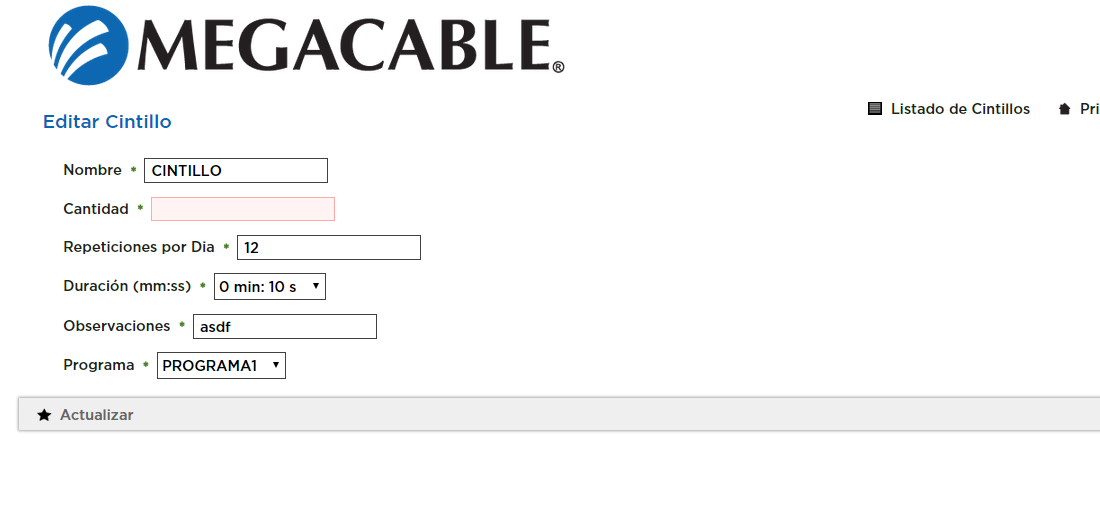 MEGACABLE®
Listado de Cintillos Pri
Editar Cintillo
Nombre * CINTILLO
Cantidad *
Repeticiones por Dia * 12
Duración (mm:ss) * 0 min: 10 s
Observaciones * asdf
Programa * PROGRAMA1
Actualizar